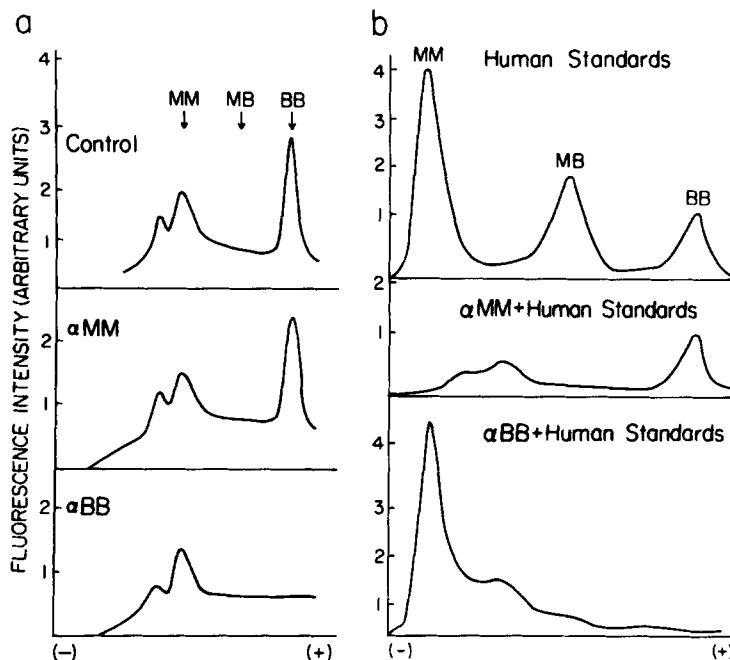 a
FLUORESCENCE INTENSITY (ARBITRARY UNITS)
4
3
2
1
Control
MM
MB
BB
2
1
αMM
2
1
αBB
(−)
(+)
b
Human Standards
4
3
2
1
MM
MB
BB
2
1
αMM+Human Standards
4
3
2
1
αBB+Human Standards
(-)
(+)